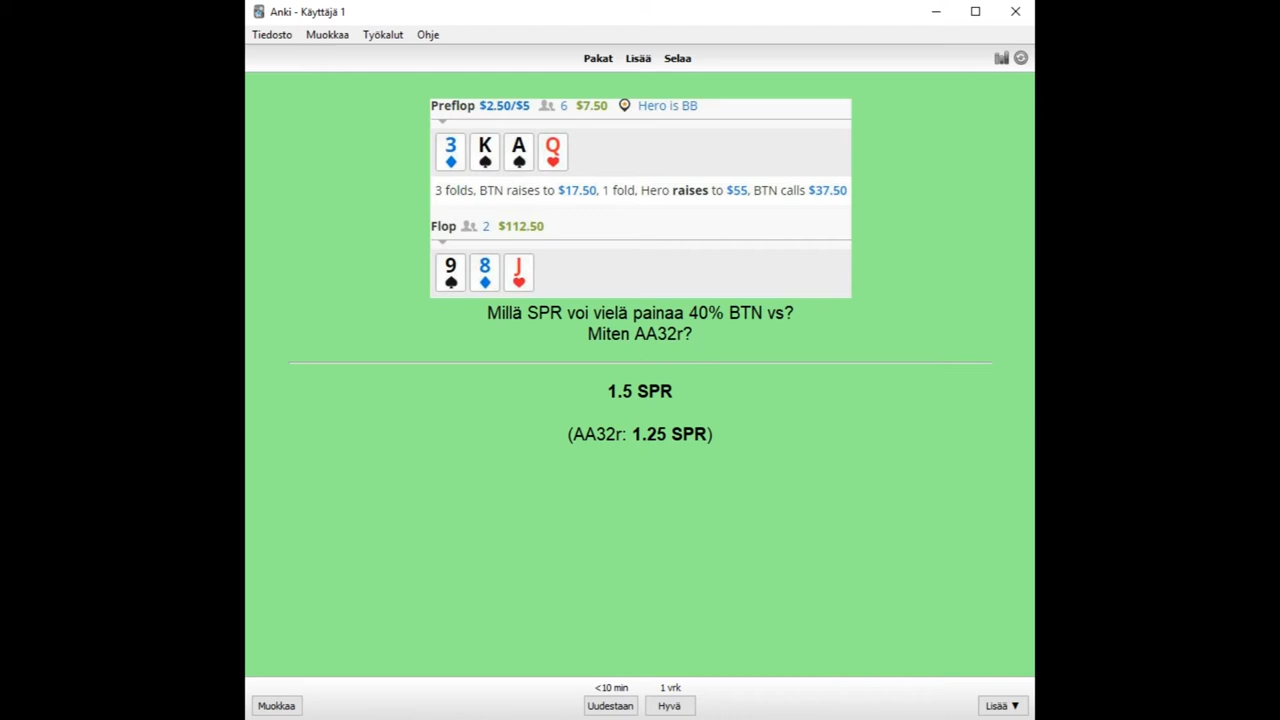 Anki - Käyttäjä 1
Tiedosto Muokkaa Työkalut Ohje
Pakat Lisää Selaa
Preflop $2.50/$5 6 $7.50 Hero is BB
3♦ K♠ A♠ Q♥
3 folds, BTN raises to $17.50, 1 fold, Hero raises to $55, BTN calls $37.50
Flop 2 $112.50
9♠ 8♦ J♥
Millä SPR voi vielä painaa 40% BTN vs?
Miten AA32r?
1.5 SPR
(AA32r: 1.25 SPR)
<10 min 1 vrk
Muokkaa Uudestaan Hyvä Lisää ▼